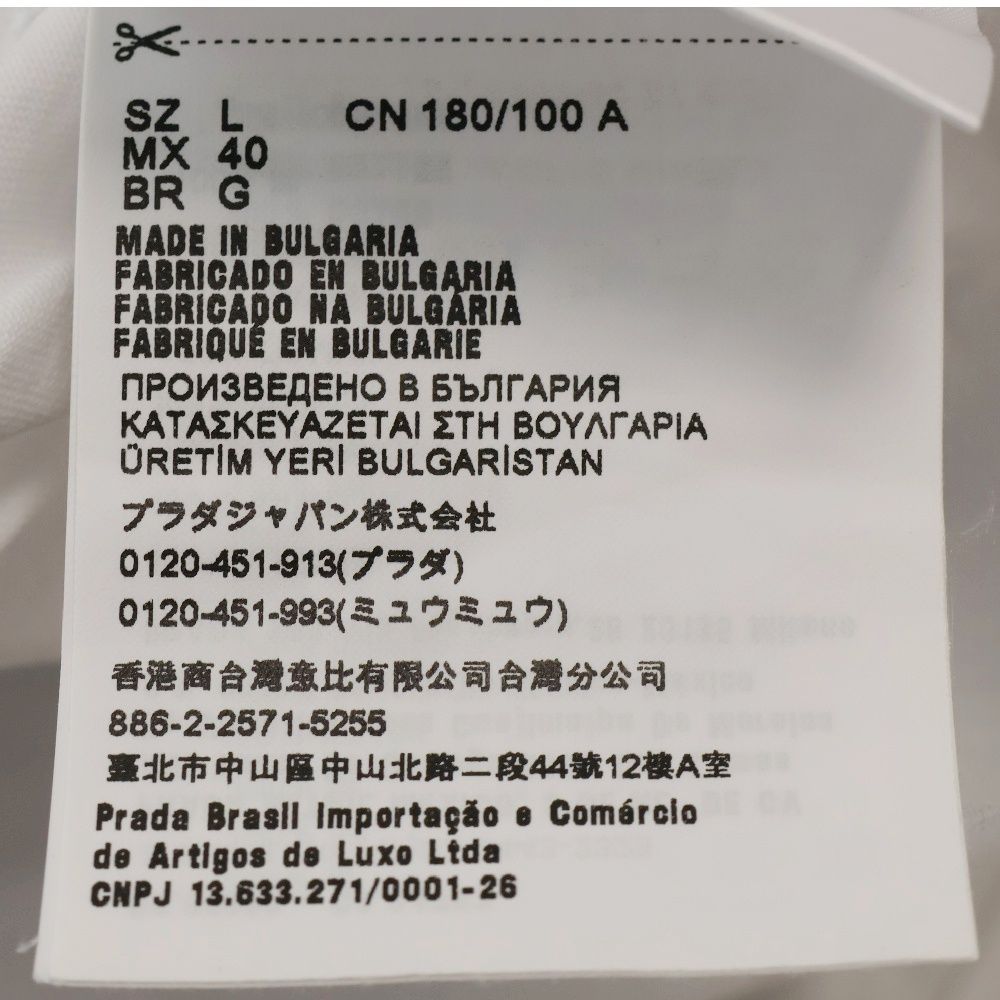 SZ L CN 180/100 A
MX 40
BR G
MADE IN BULGARIA
FABRICADO EN BULGARIA
FABRICADO NA BULGÁRIA
FABRIQUÉ EN BULGARIE
ПРОИЗВЕДЕНО В БЪЛГАРИЯ
ΚΑΤΑΣΚΕΥΑΖΕΤΑΙ ΣΤΗ ΒΟΥΛΓΑΡΙΑ
ÜRETİM YERİ BULGARİSTAN
プラダジャパン株式会社
0120-451-913(プラダ)
0120-451-993(ミュウミュウ)
香港商台灣意比有限公司台灣分公司
886-2-2571-5255
臺北市中山區中山北路二段44號12樓A室
Prada Brasil Importação e Comércio
de Artigos de Luxo Ltda
CNPJ 13.633.271/0001-26